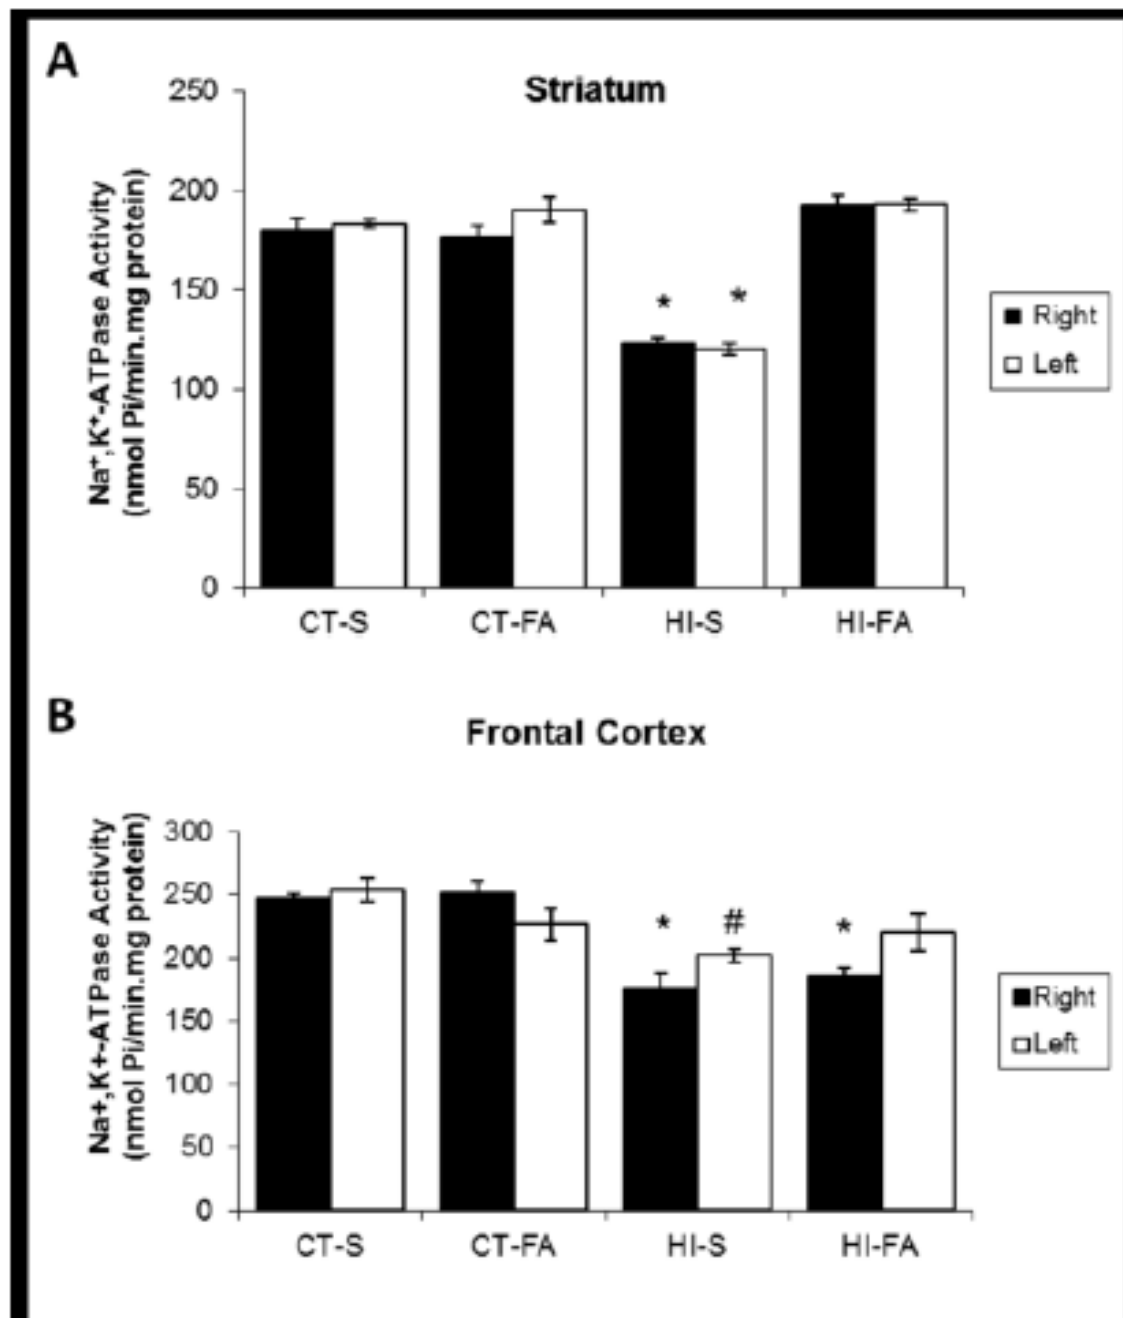 A
Striatum
Na⁺,K⁺-ATPase Activity
(nmol Pi/min.mg protein)
250
200
150
100
50
0
* *
CT-S CT-FA HI-S HI-FA
Right
Left
B
Frontal Cortex
Na+,K+-ATPase Activity
(nmol Pi/min.mg protein)
300
250
200
150
100
50
0
* # *
CT-S CT-FA HI-S HI-FA
Right
Left